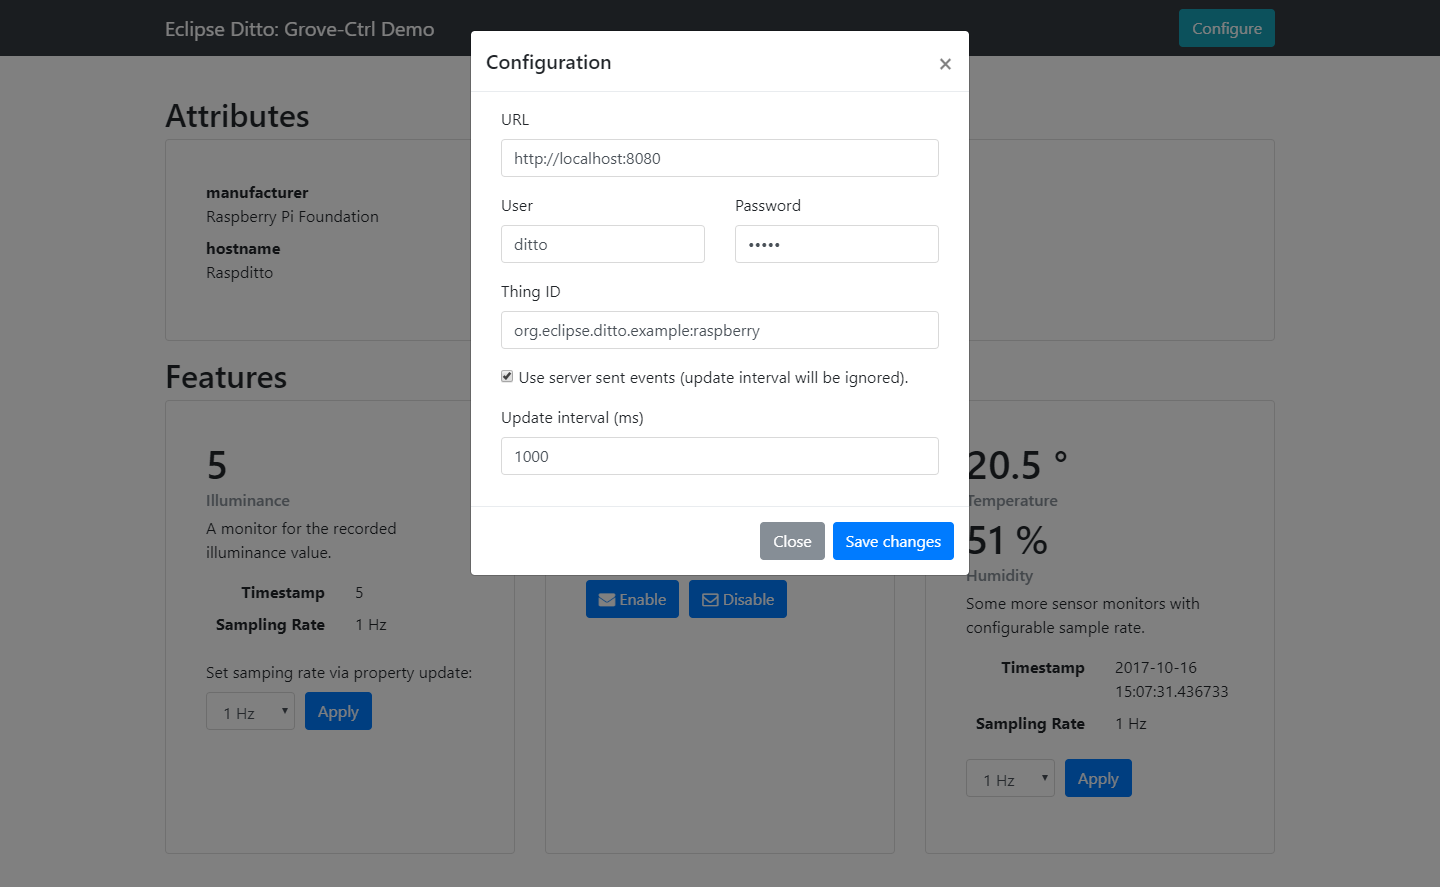 Eclipse Ditto: Grove-Ctrl Demo
Configure
Configuration
×
URL
http://localhost:8080
User
Password
ditto
•••••
Thing ID
org.eclipse.ditto.example:raspberry
Use server sent events (update interval will be ignored).
Update interval (ms)
1000
Close
Save changes
Attributes
manufacturer
Raspberry Pi Foundation
hostname
Raspditto
Features
5
Illuminance
A monitor for the recorded
illuminance value.
Timestamp 5
Sampling Rate 1 Hz
Set samping rate via property update:
1 Hz
Apply
Enable
Disable
20.5 °
Temperature
51 %
Humidity
Some more sensor monitors with
configurable sample rate.
Timestamp 2017-10-16
15:07:31.436733
Sampling Rate 1 Hz
1 Hz
Apply